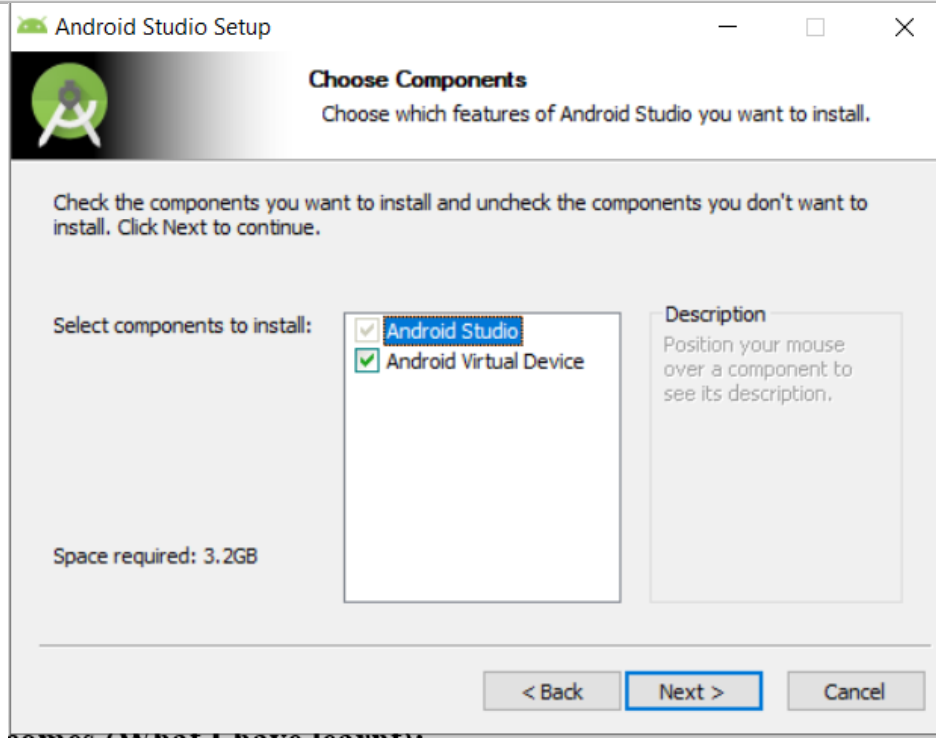 Android Studio Setup
Choose Components
Choose which features of Android Studio you want to install.
Check the components you want to install and uncheck the components you don't want to
install. Click Next to continue.
Select components to install:
Android Studio
Android Virtual Device
Description
Position your mouse
over a component to
see its description.
Space required: 3.2GB
< Back
Next >
Cancel
(What I have learnt):